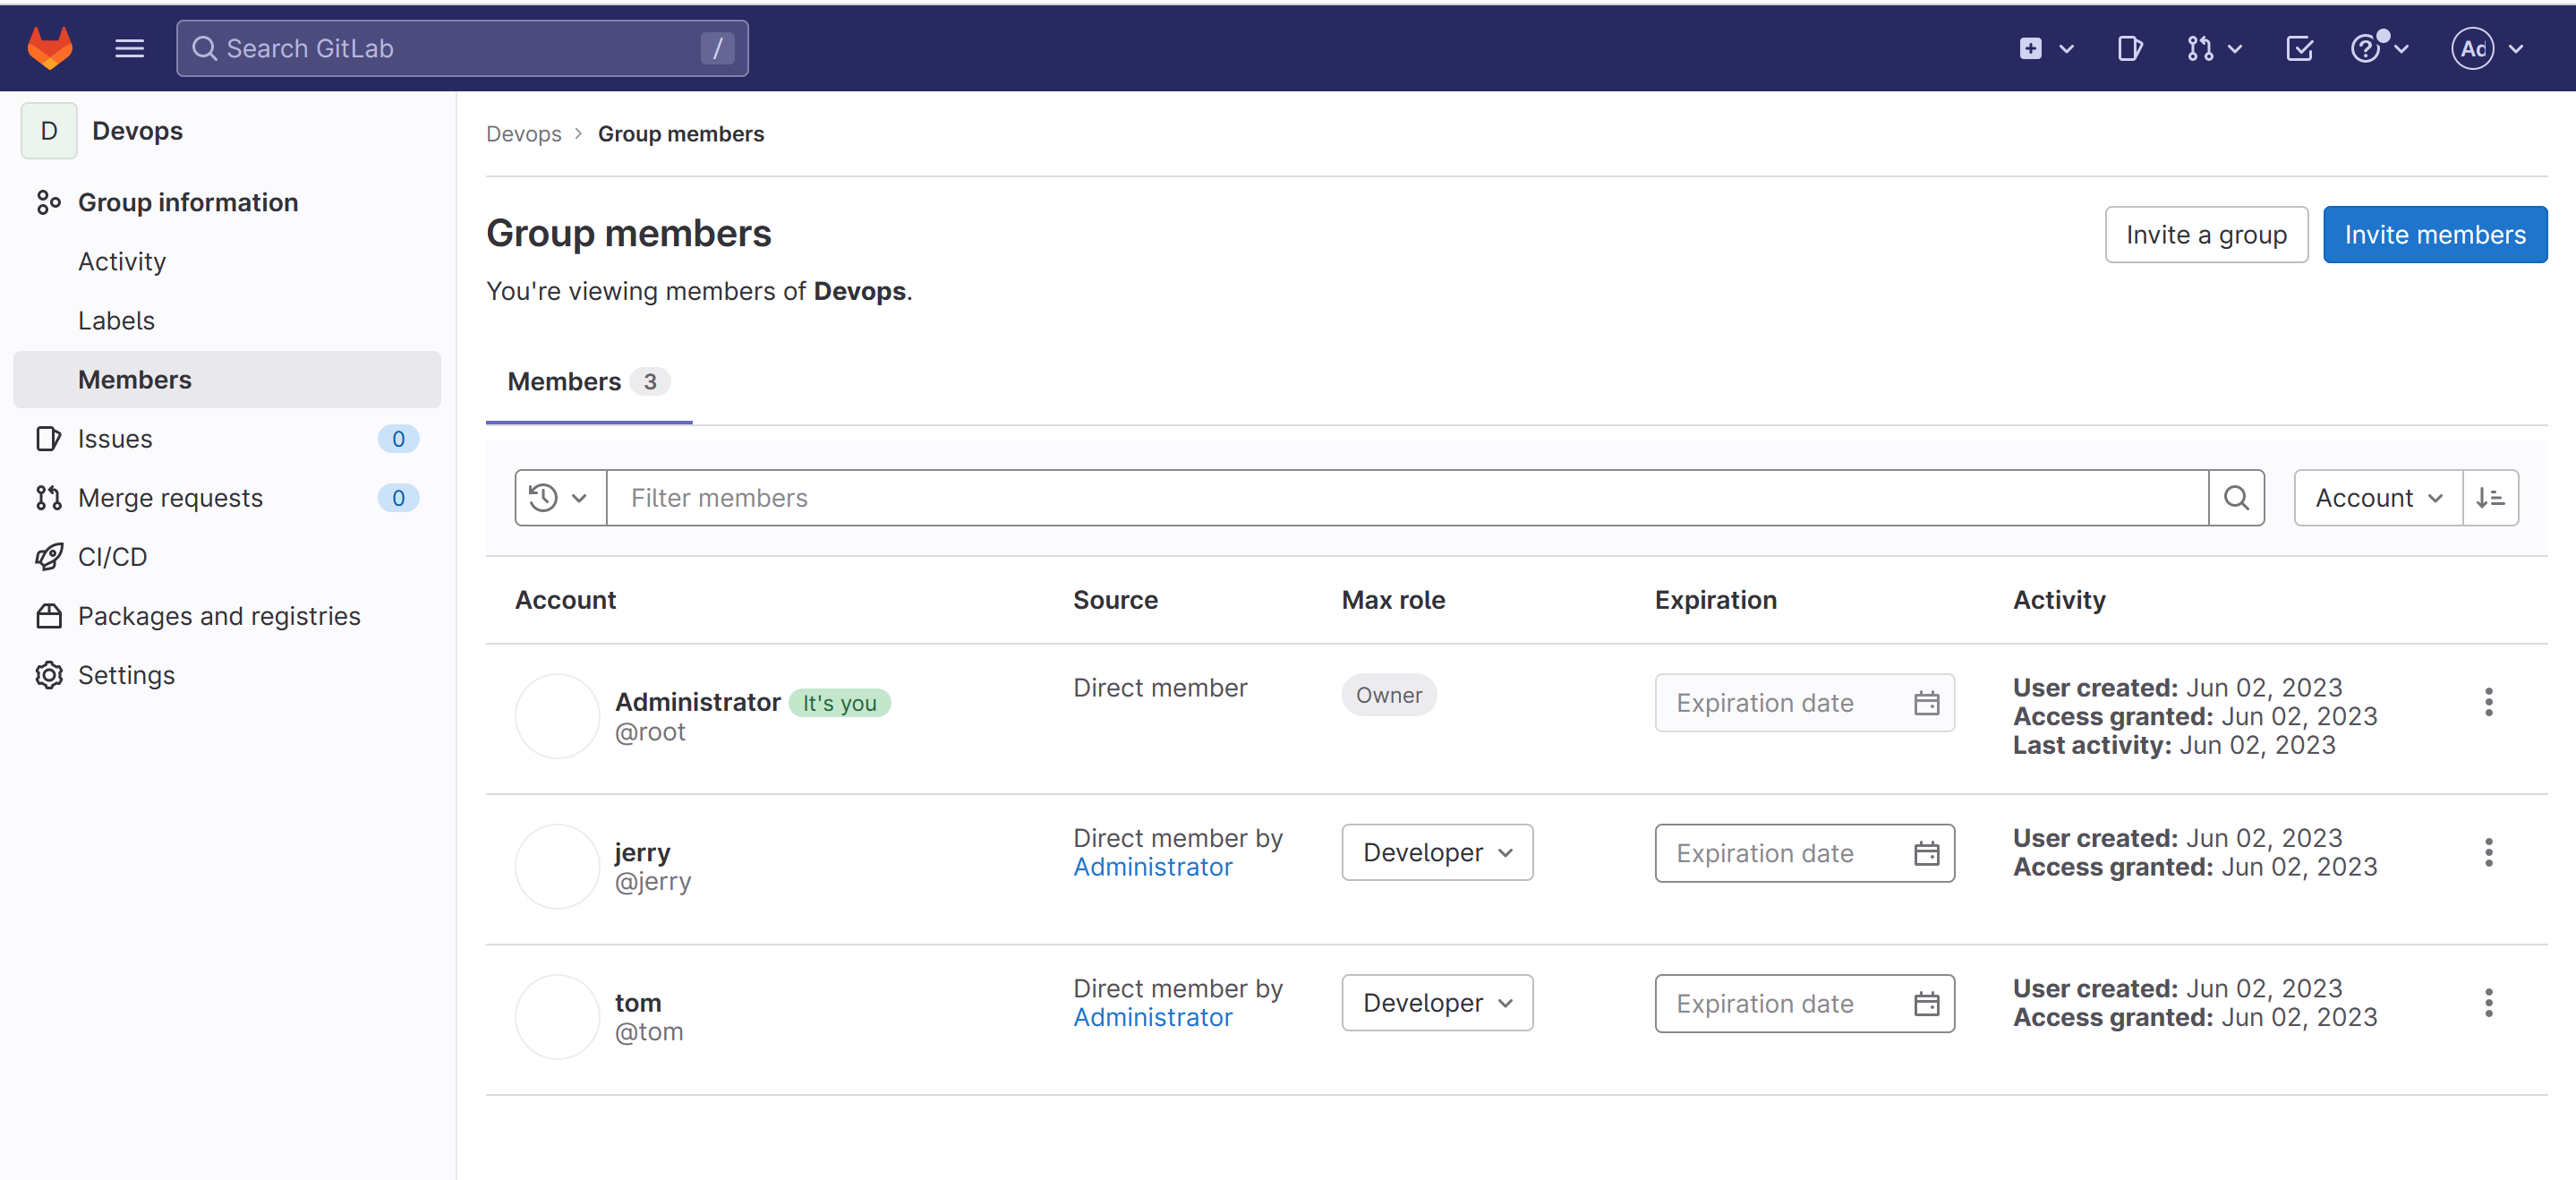 Search GitLab /
Ad
D Devops
Group information
Activity
Labels
Members
Issues 0
Merge requests 0
CI/CD
Packages and registries
Settings
Devops > Group members
Group members
Invite a group
Invite members
You're viewing members of Devops.
Members 3
Filter members
Account
Account Source Max role Expiration Activity
Administrator It's you
@root
Direct member
Owner
Expiration date
User created: Jun 02, 2023
Access granted: Jun 02, 2023
Last activity: Jun 02, 2023
jerry
@jerry
Direct member by
Administrator
Developer
Expiration date
User created: Jun 02, 2023
Access granted: Jun 02, 2023
tom
@tom
Direct member by
Administrator
Developer
Expiration date
User created: Jun 02, 2023
Access granted: Jun 02, 2023